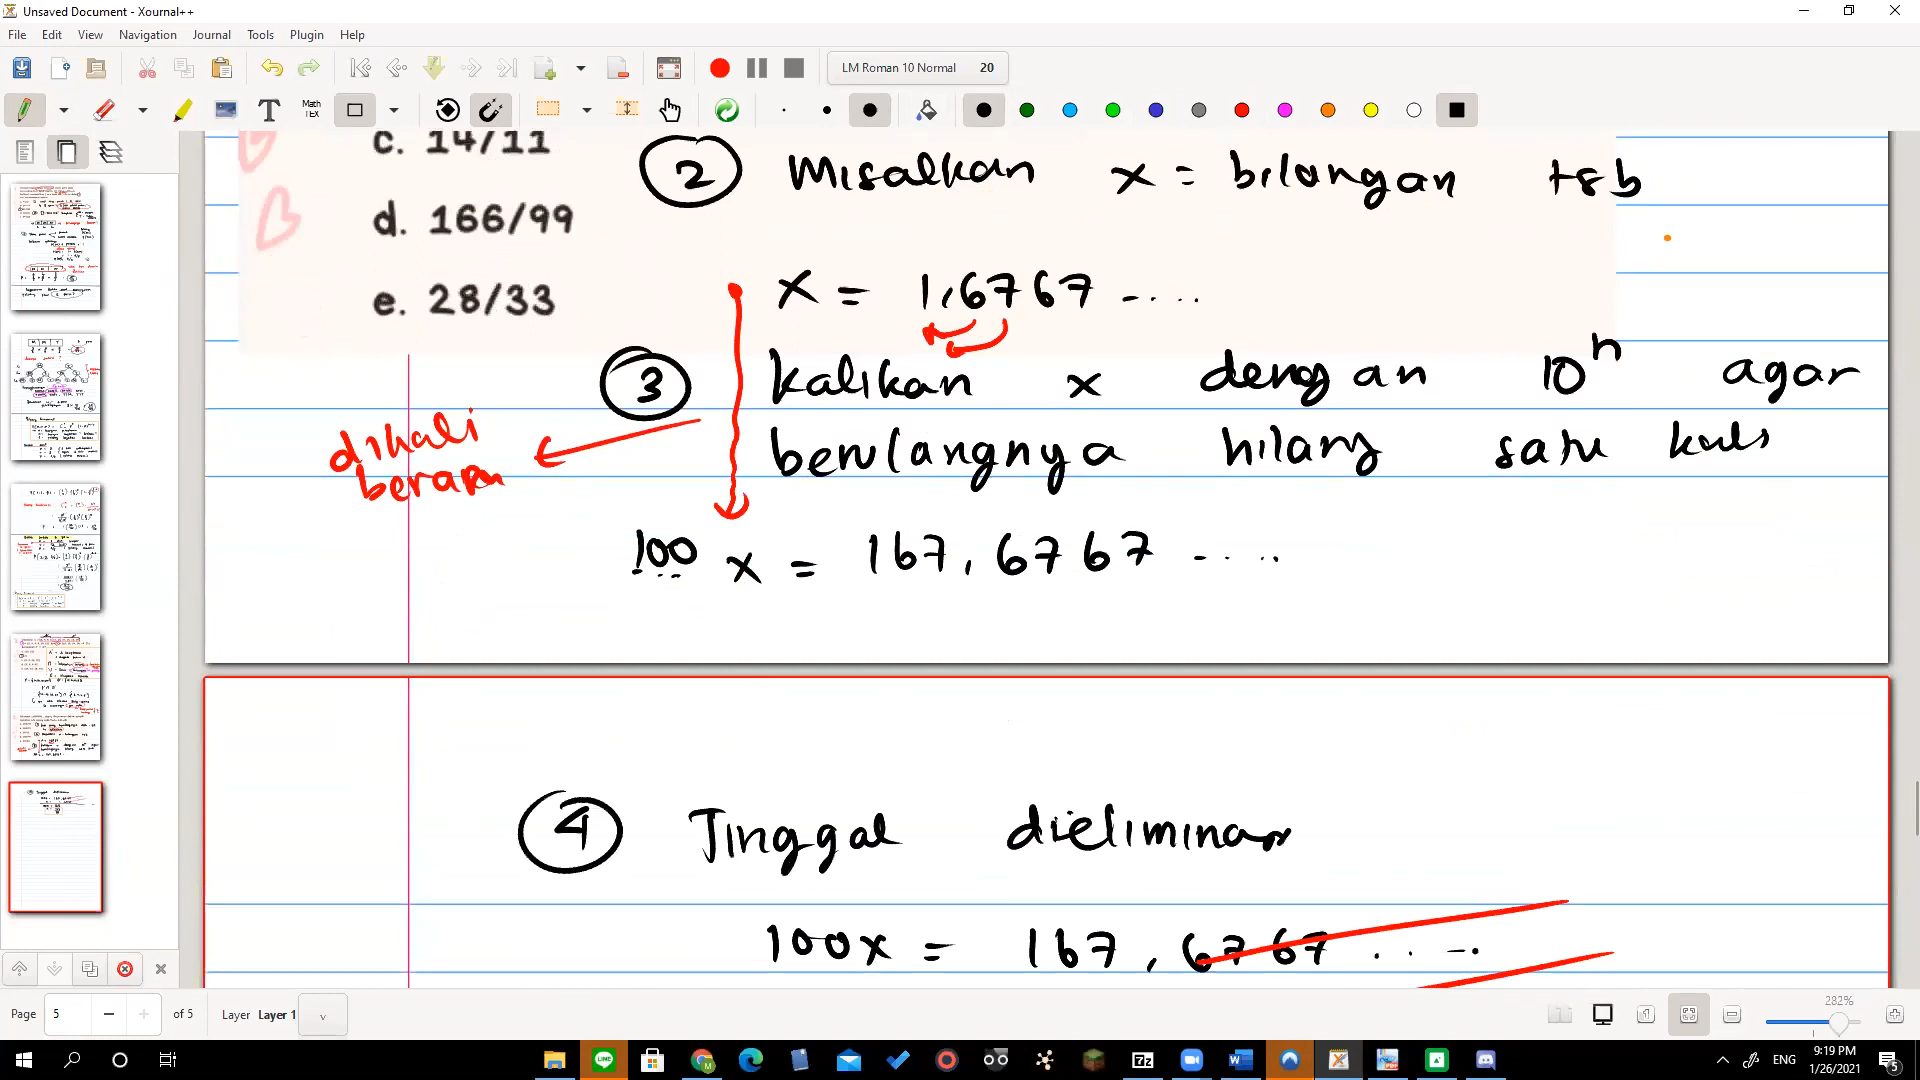 Unsaved Document - Xournal++
File Edit View Navigation Journal Tools Plugin Help
LM Roman 10 Normal 20
Math
TEX
c. 14/11
d. 166/99
e. 28/33
2 Misalkan x = bilangan tsb
x = 1,6767 ....
3 kalikan x dengan 10ⁿ agar
berulangnya hilang satu kali
dikali
berapa
100 x = 167,6767 ....
4 Tinggal dieliminasi
100x = 167,6767 ....
Page 5 of 5 Layer Layer 1
282%
ENG
9:19 PM
1/26/2021
5